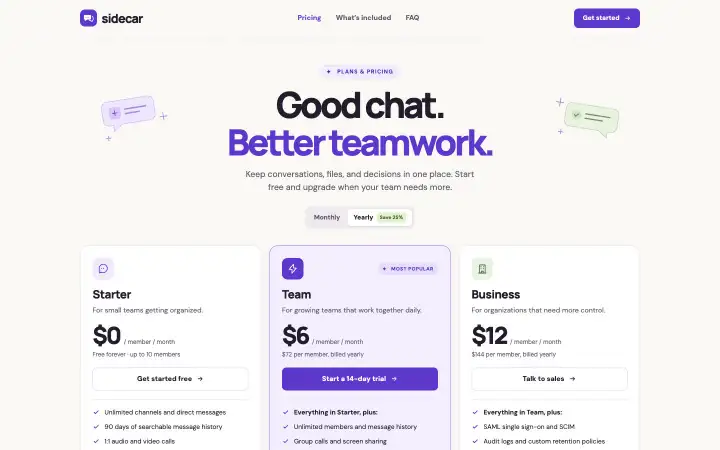 sidecar
Pricing
What's included
FAQ
Get started →
PLANS & PRICING
Good chat.
Better teamwork.
Keep conversations, files, and decisions in one place. Start
free and upgrade when your team needs more.
Monthly
Yearly
Save 25%
Starter
For small teams getting organized.
$0 / member / month
Free forever · up to 10 members
Get started free →
Unlimited channels and direct messages
90 days of searchable message history
1:1 audio and video calls
MOST POPULAR
Team
For growing teams that work together daily.
$6 / member / month
$72 per member, billed yearly
Start a 14-day trial →
Everything in Starter, plus:
Unlimited members and message history
Group calls and screen sharing
Business
For organizations that need more control.
$12 / member / month
$144 per member, billed yearly
Talk to sales →
Everything in Team, plus:
SAML single sign-on and SCIM
Audit logs and custom retention policies